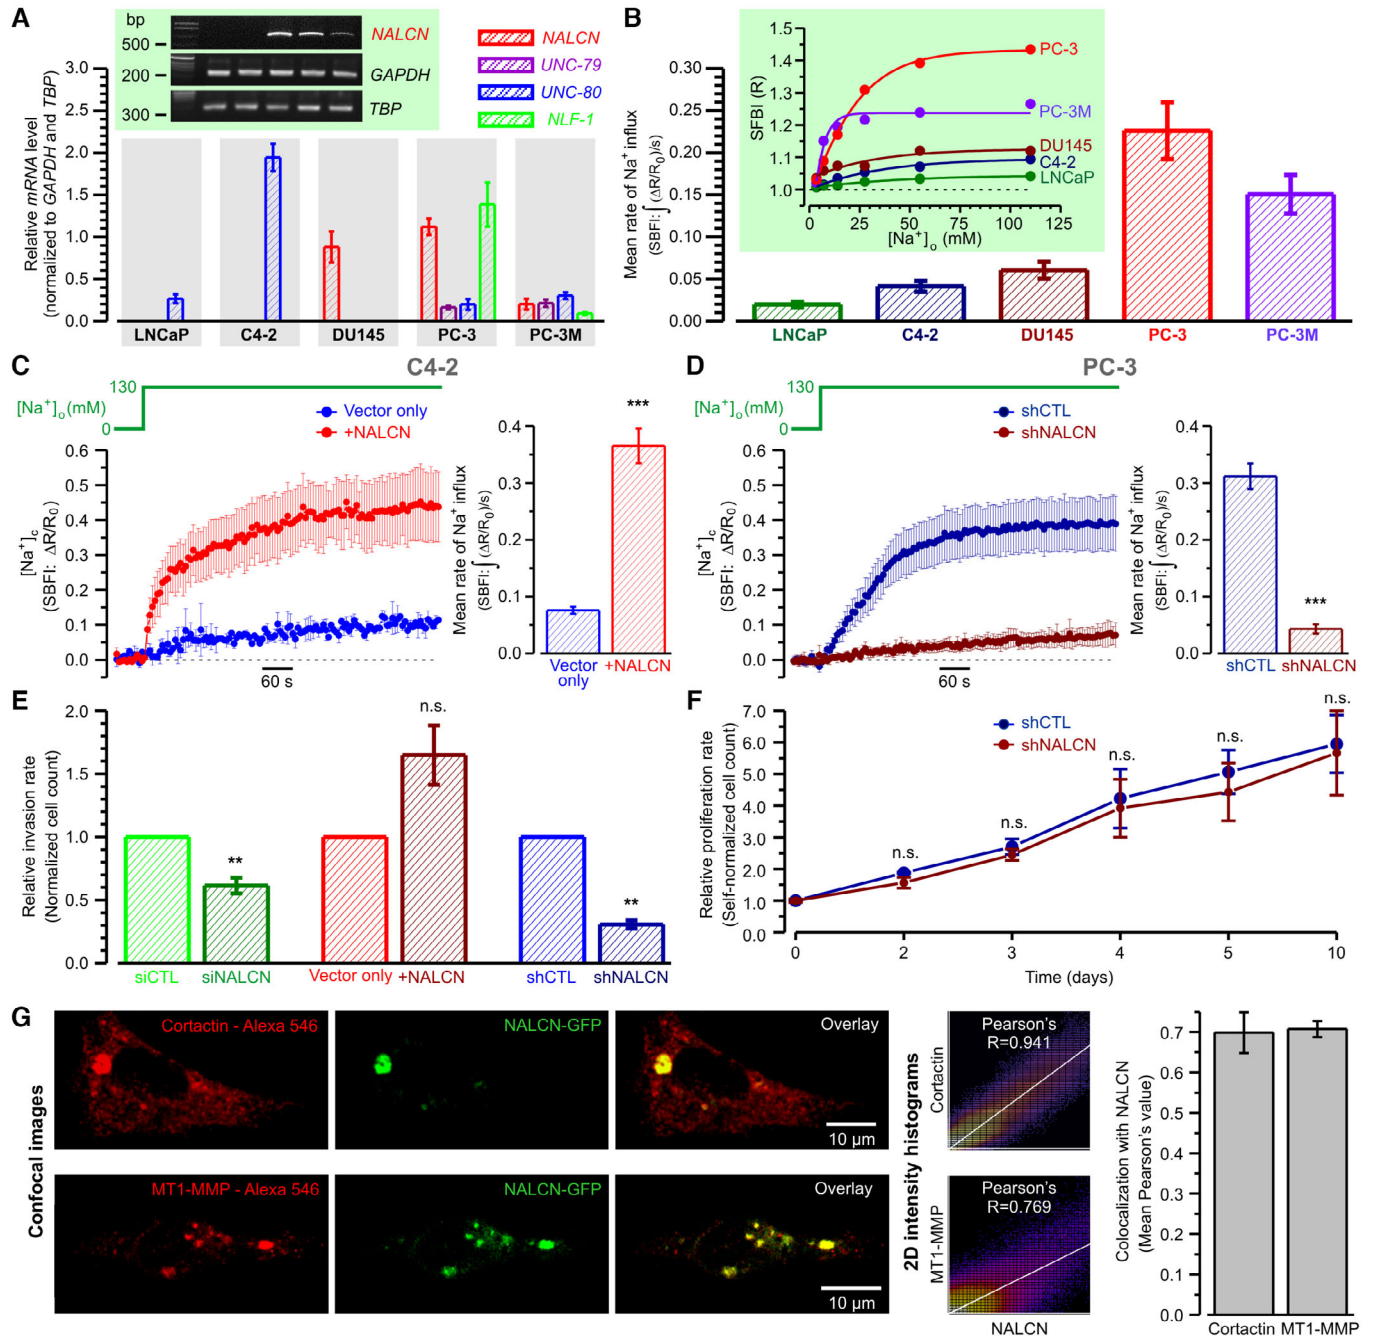 A
bp
500
200
300
NALCN
GAPDH
TBP
NALCN
UNC-79
UNC-80
NLF-1
Relative mRNA level
(normalized to GAPDH and TBP)
3.0
2.5
2.0
1.5
1.0
0.5
0.0
LNCaP
C4-2
DU145
PC-3
PC-3M
B
Mean rate of Na⁺ influx
(SBFI: ∫ (ΔR/R₀)/s)
0.30
0.25
0.20
0.15
0.10
0.05
0.00
SFBI (R)
1.5
1.4
1.3
1.2
1.1
1.0
PC-3
PC-3M
DU145
C4-2
LNCaP
0
25
50
75
100
125
[Na⁺]ₒ (mM)
LNCaP
C4-2
DU145
PC-3
PC-3M
C
C4-2
130
[Na⁺]ₒ(mM)
0
Vector only
+NALCN
[Na⁺]c
(SBFI: ΔR/R₀)
0.6
0.5
0.4
0.3
0.2
0.1
0.0
60 s
Mean rate of Na⁺ influx
(SBFI: ∫ (ΔR/R₀)/s)
0.4
0.3
0.2
0.1
0.0
***
Vector
only
+NALCN
D
PC-3
130
[Na⁺]ₒ(mM)
0
shCTL
shNALCN
[Na⁺]c
(SBFI: ΔR/R₀)
0.6
0.5
0.4
0.3
0.2
0.1
0.0
60 s
Mean rate of Na⁺ influx
(SBFI: ∫ (ΔR/R₀)/s)
0.4
0.3
0.2
0.1
0.0
***
shCTL
shNALCN
E
Relative invasion rate
(Normalized cell count)
2.0
1.5
1.0
0.5
0.0
**
n.s.
**
siCTL
siNALCN
Vector only
+NALCN
shCTL
shNALCN
F
Relative proliferation rate
(Self-normalized cell count)
7.0
6.0
5.0
4.0
3.0
2.0
1.0
0.0
shCTL
shNALCN
n.s.
n.s.
n.s.
n.s.
n.s.
0
2
3
4
5
10
Time (days)
G
Confocal images
Cortactin - Alexa 546
NALCN-GFP
Overlay
10 µm
MT1-MMP - Alexa 546
NALCN-GFP
Overlay
10 µm
2D intensity histograms
Cortactin
Pearson's
R=0.941
MT1-MMP
Pearson's
R=0.769
NALCN
Colocalization with NALCN
(Mean Pearson's value)
0.7
0.6
0.5
0.4
0.3
0.2
0.1
0.0
Cortactin
MT1-MMP